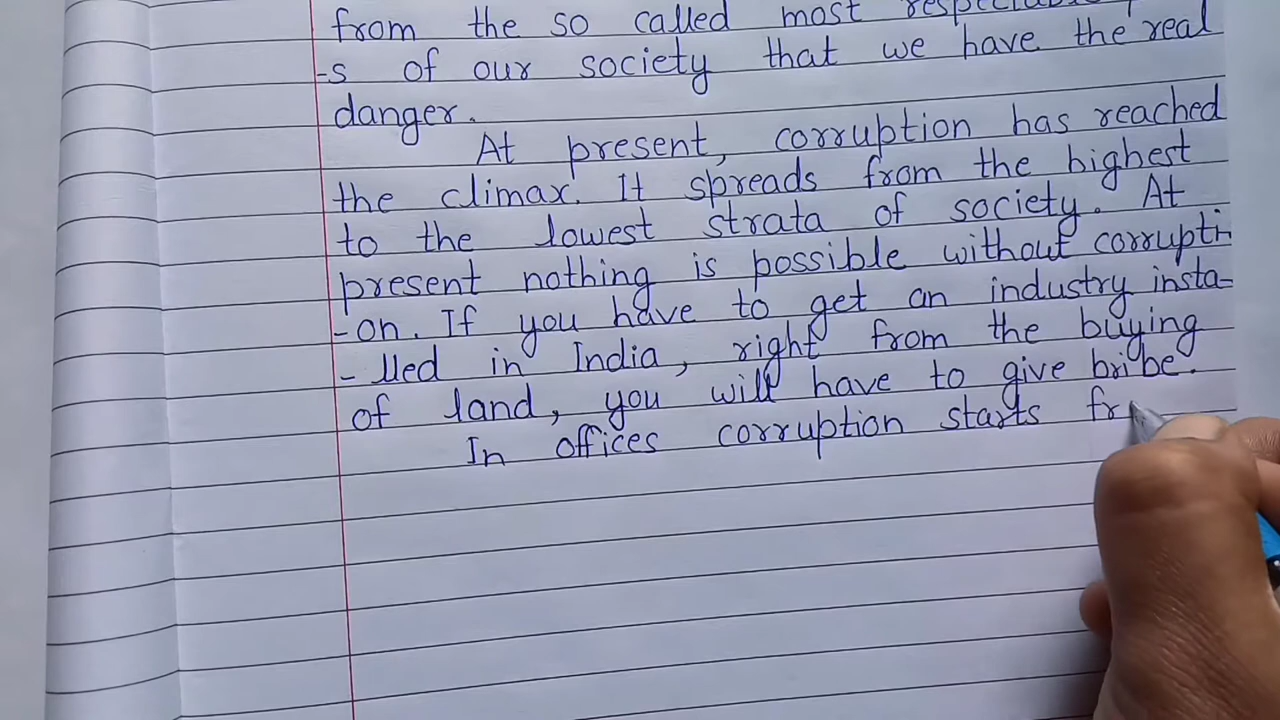 from the so called most
-s of our society that we have the real
danger.
At present, corruption has reached
the climax. It spreads from the highest
to the lowest strata of society. At
present nothing is possible without corrupti
-on. If you have to get an industry insta-
-lled in India, right from the buying
of land, you will have to give bribe.
In offices corruption starts fr